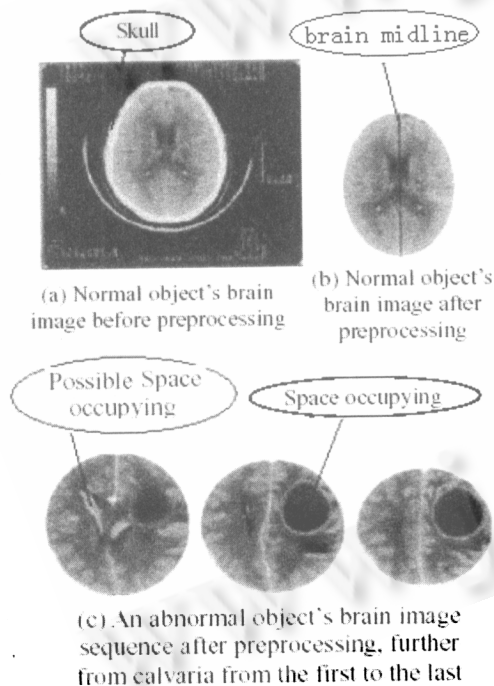 Skull
brain midline
(a) Normal object's brain
image before preprocessing
(b) Normal object's
brain image after
preprocessing
Possible Space
occupying
Space occupying
(c) An abnormal object's brain image
sequence after preprocessing, further
from calvaria from the first to the last